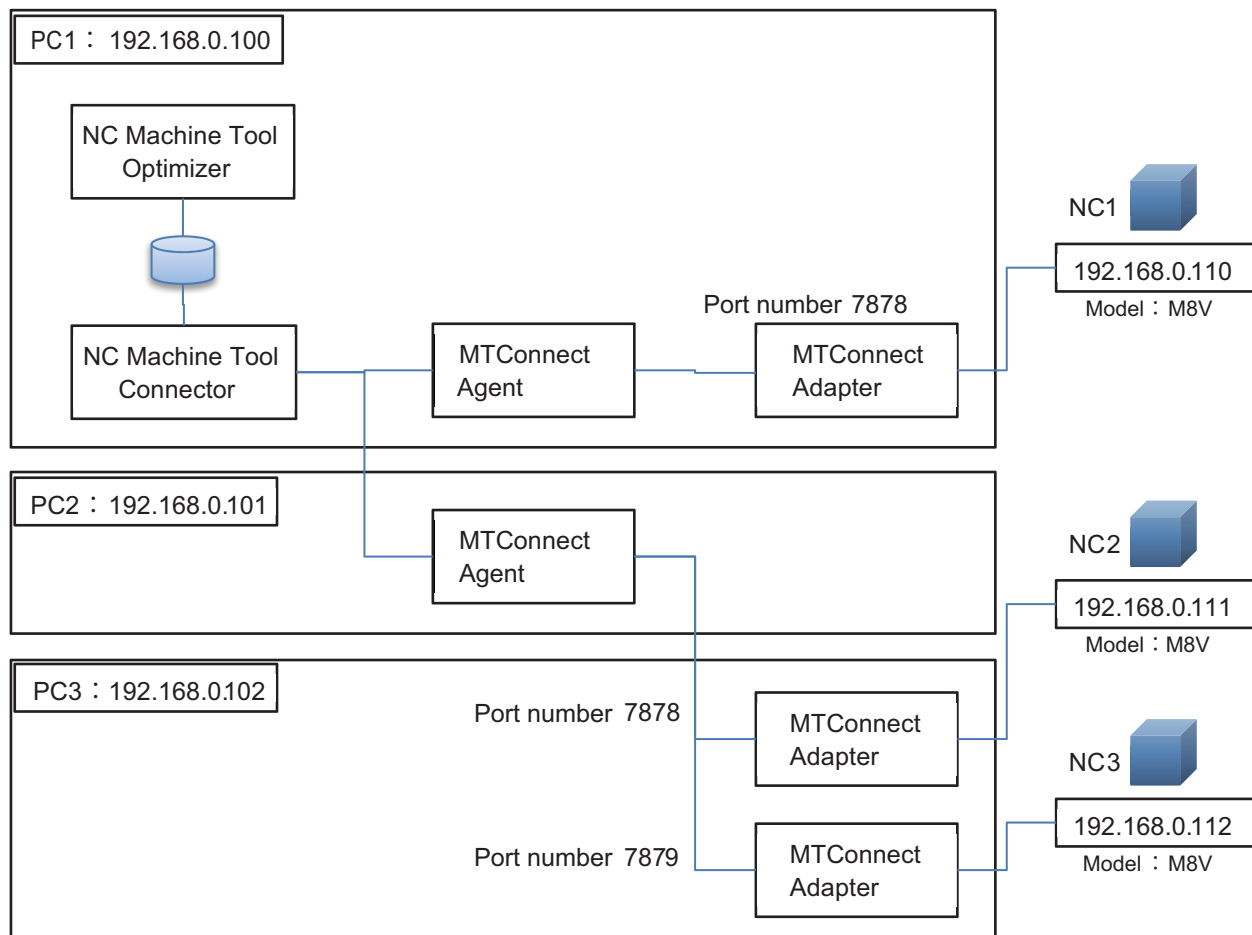 PC1： 192.168.0.100
NC Machine Tool
Optimizer
NC1
192.168.0.110
Model：M8V
Port number 7878
NC Machine Tool
Connector
MTConnect
Agent
MTConnect
Adapter
PC2：192.168.0.101
MTConnect
Agent
NC2
192.168.0.111
Model：M8V
PC3：192.168.0.102
Port number 7878
MTConnect
Adapter
NC3
192.168.0.112
Model：M8V
Port number 7879
MTConnect
Adapter